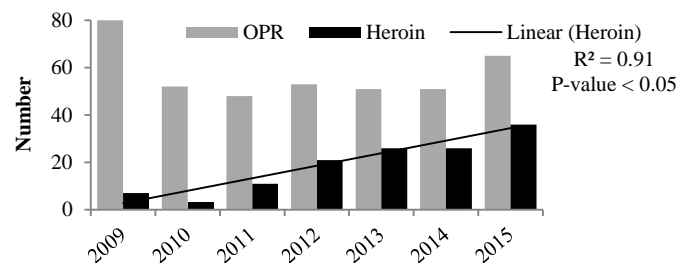 80
60
40
20
0
Number
OPR Heroin Linear (Heroin)
R² = 0.91
P-value < 0.05
2009 2010 2011 2012 2013 2014 2015